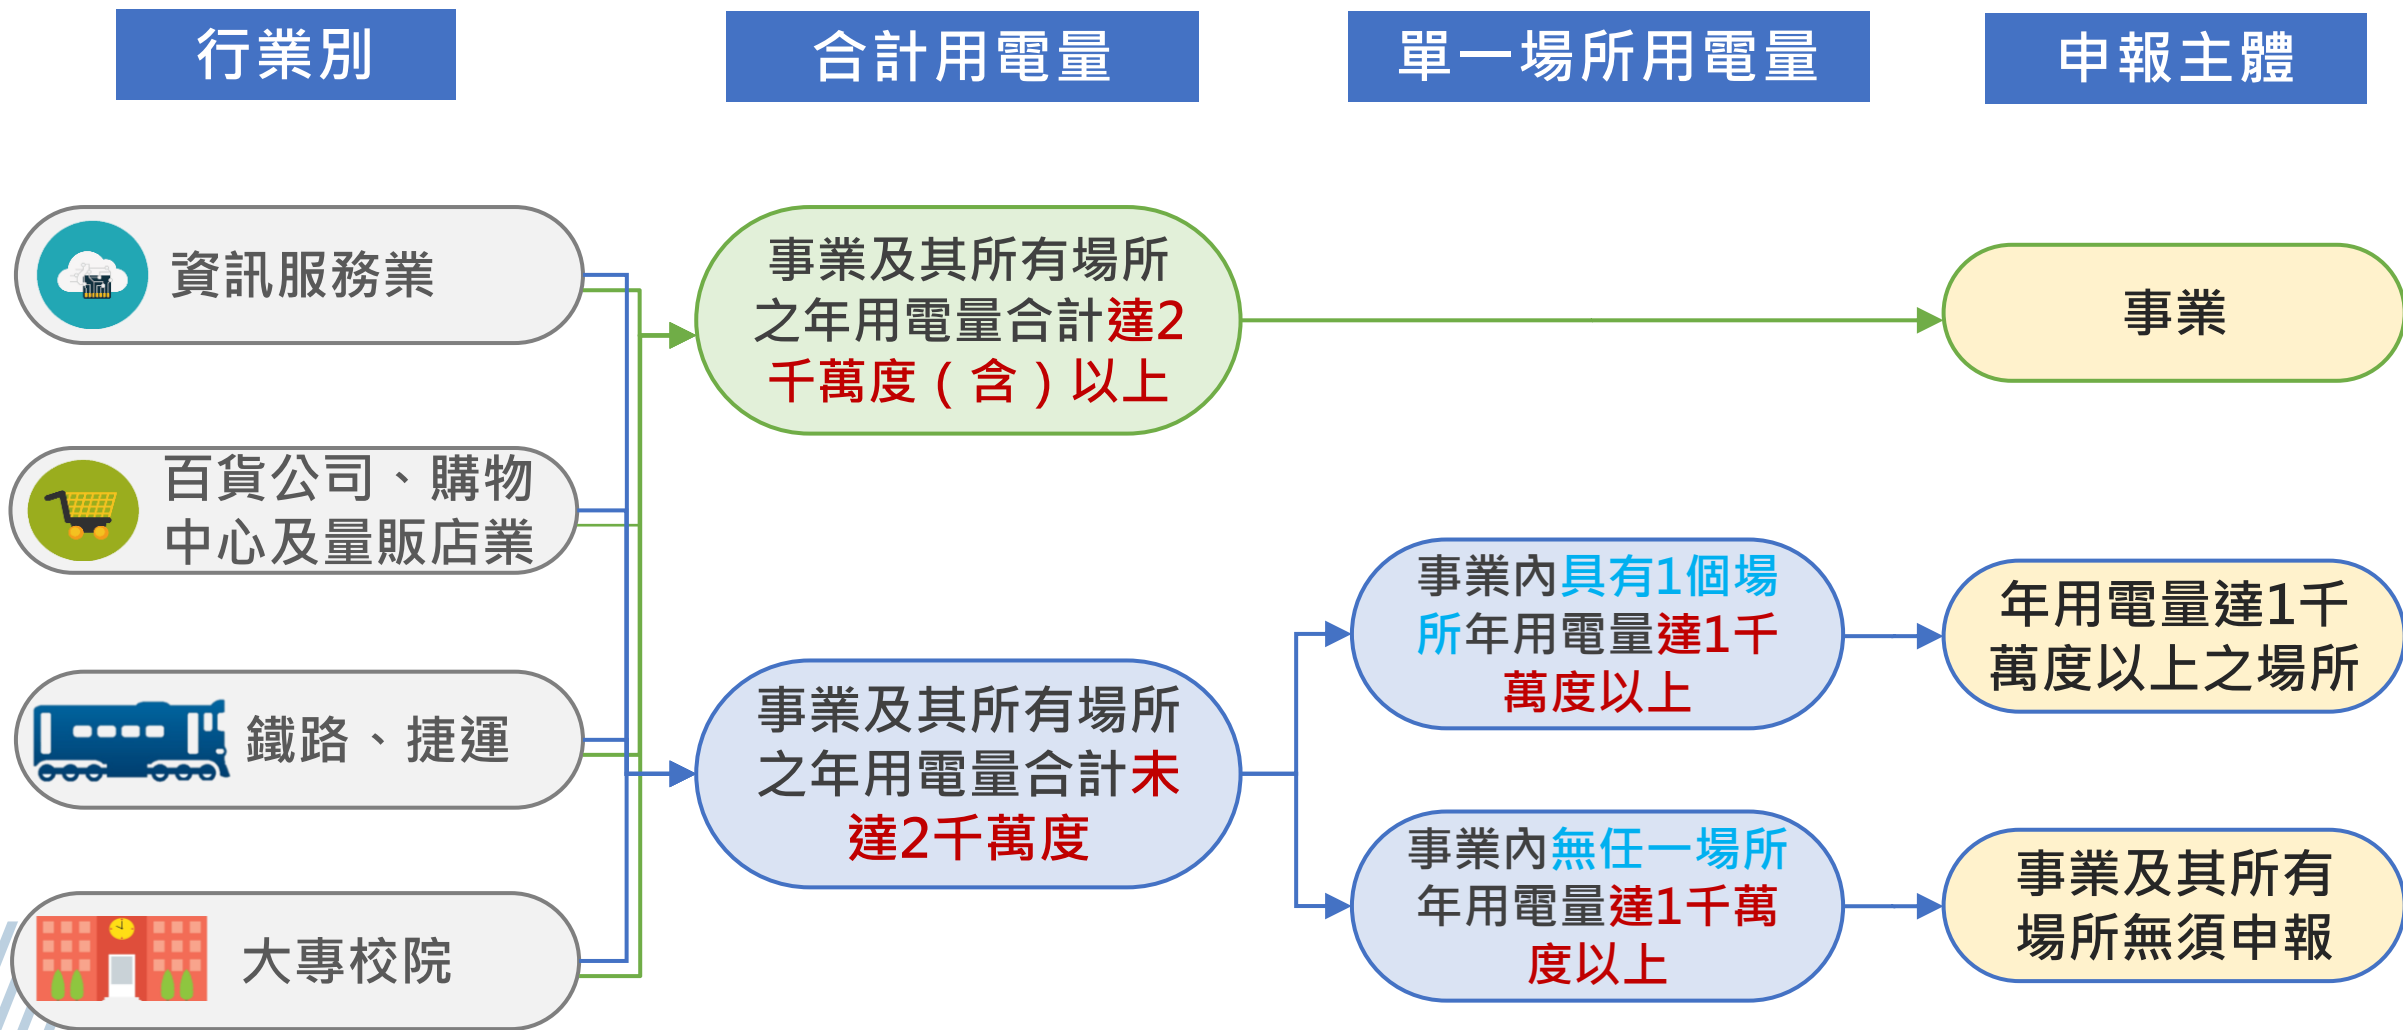 行業別
合計用電量
單一場所用電量
申報主體
資訊服務業
百貨公司、購物
中心及量販店業
鐵路、捷運
大專校院
事業及其所有場所
之年用電量合計達2
千萬度（含）以上
事業及其所有場所
之年用電量合計未
達2千萬度
事業內具有1個場
所年用電量達1千
萬度以上
事業內無任一場所
年用電量達1千萬
度以上
事業
年用電量達1千
萬度以上之場所
事業及其所有
場所無須申報